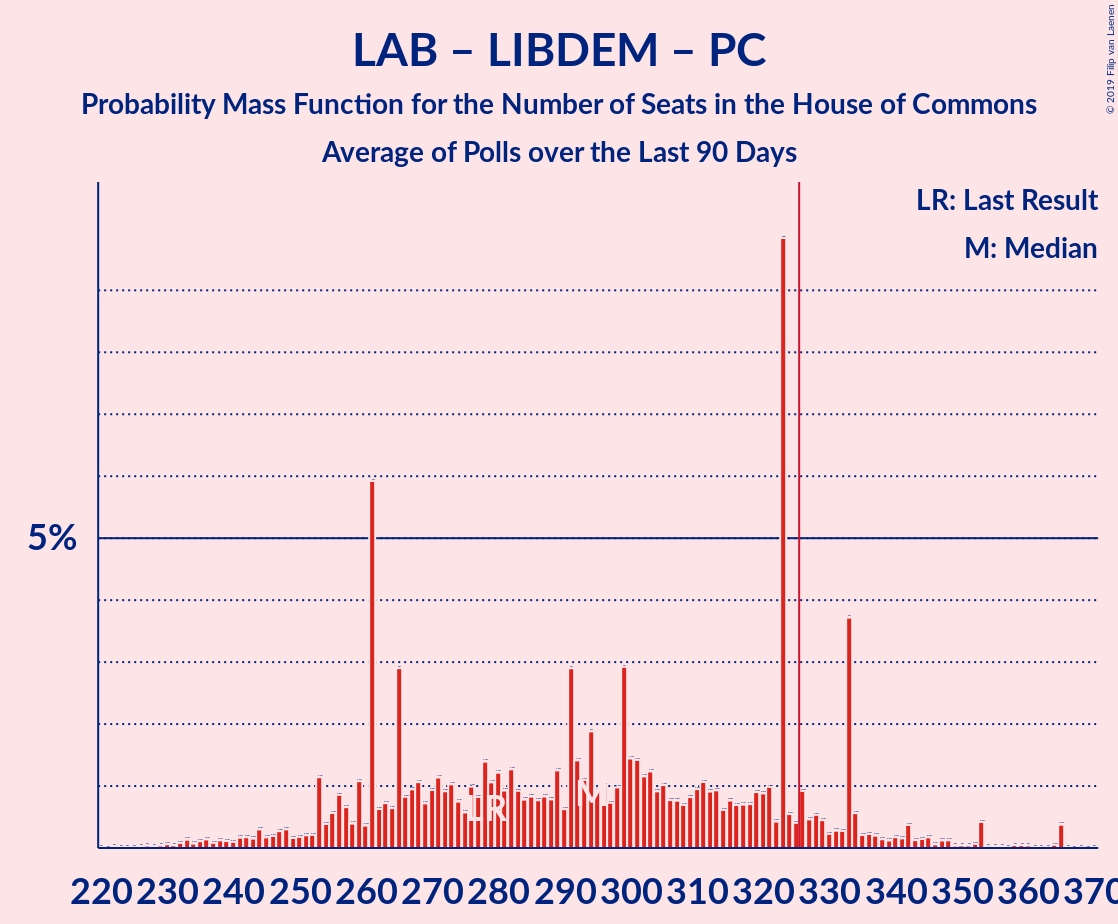 LAB – LIBDEM – PC
Probability Mass Function for the Number of Seats in the House of Commons
Average of Polls over the Last 90 Days
© 2019 Filip van Laenen
LR: Last Result
M: Median
5%
LR
M
220 230 240 250 260 270 280 290 300 310 320 330 340 350 360 370